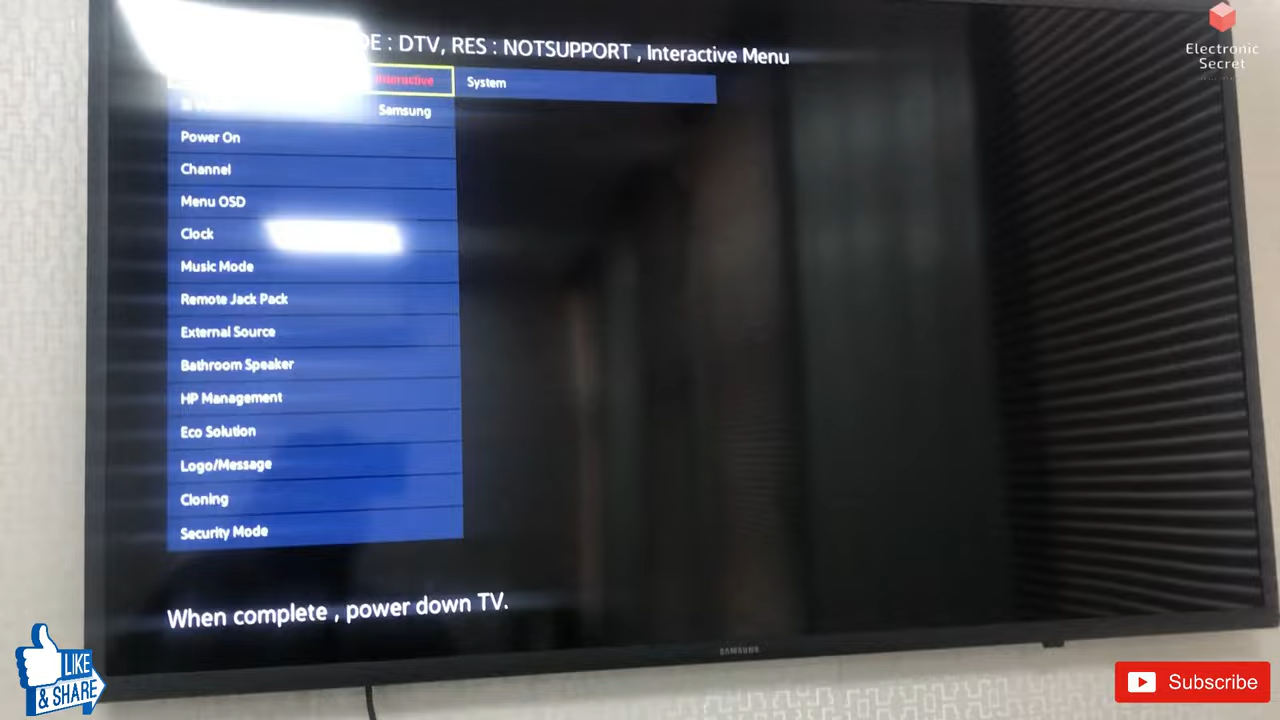 DE : DTV, RES : NOTSUPPORT , Interactive Menu
Interactive
System
Samsung
Power On
Channel
Menu OSD
Clock
Music Mode
Remote Jack Pack
External Source
Bathroom Speaker
HP Management
Eco Solution
Logo/Message
Cloning
Security Mode
When complete , power down TV.
SAMSUNG
Electronic
Secret
LIKE
& SHARE
Subscribe